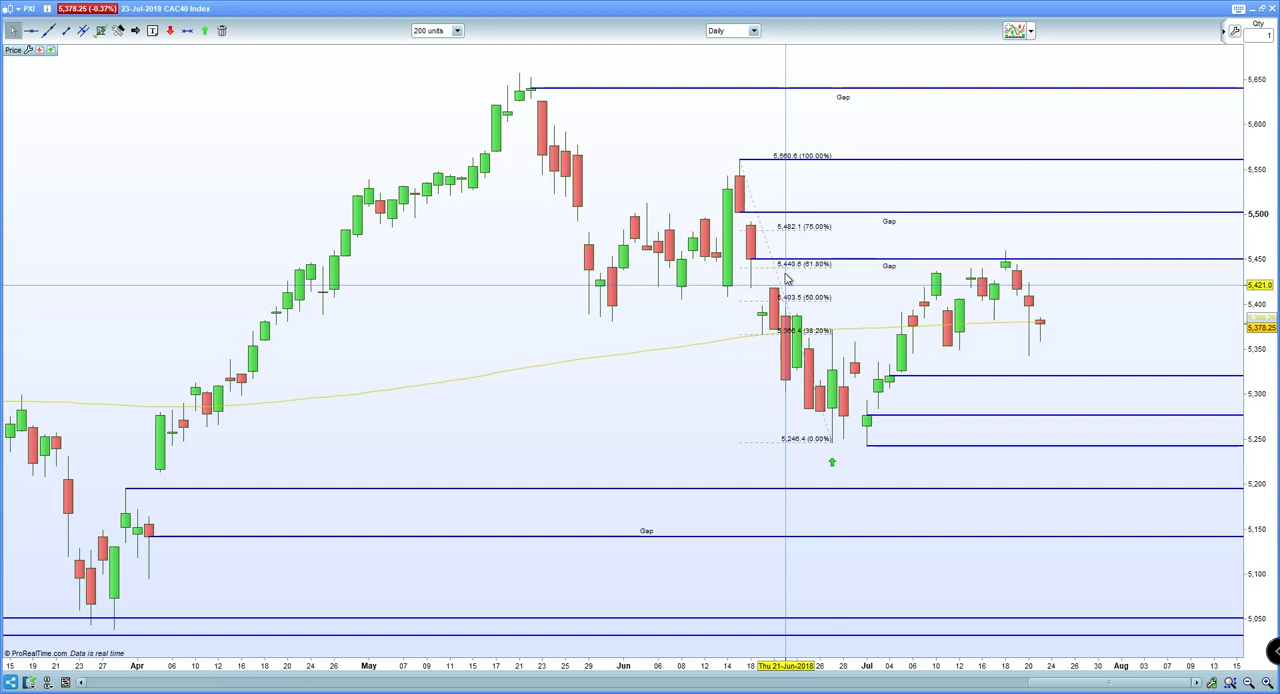 PXI 5,378.25 (-0.37%) 23-Jul-2018 CAC40 Index
200 units Daily Qty
1
Price
5,650
Gap
5,600
5,560.6 (100.00%)
5,550
5,500
Gap
5,482.1 (75.00%)
5,450
5,440.6 (61.80%) Gap
5,421.0
5,403.5 (50.00%) 5,400
5,378.25
5,366.4 (38.20%)
5,350
5,300
5,250
5,246.4 (0.00%)
5,200
5,150
Gap
5,100
5,050
© ProRealTime.com Data is real time
15 19 21 23 27 Apr 06 10 12 16 18 20 24 26 May 07 09 11 15 17 21 23 25 29 Jun 06 08 12 14 18 Thu 21-Jun-2018 26 28 Jul 04 06 10 12 16 18 20 24 26 30 Aug 03 07 09 13 15